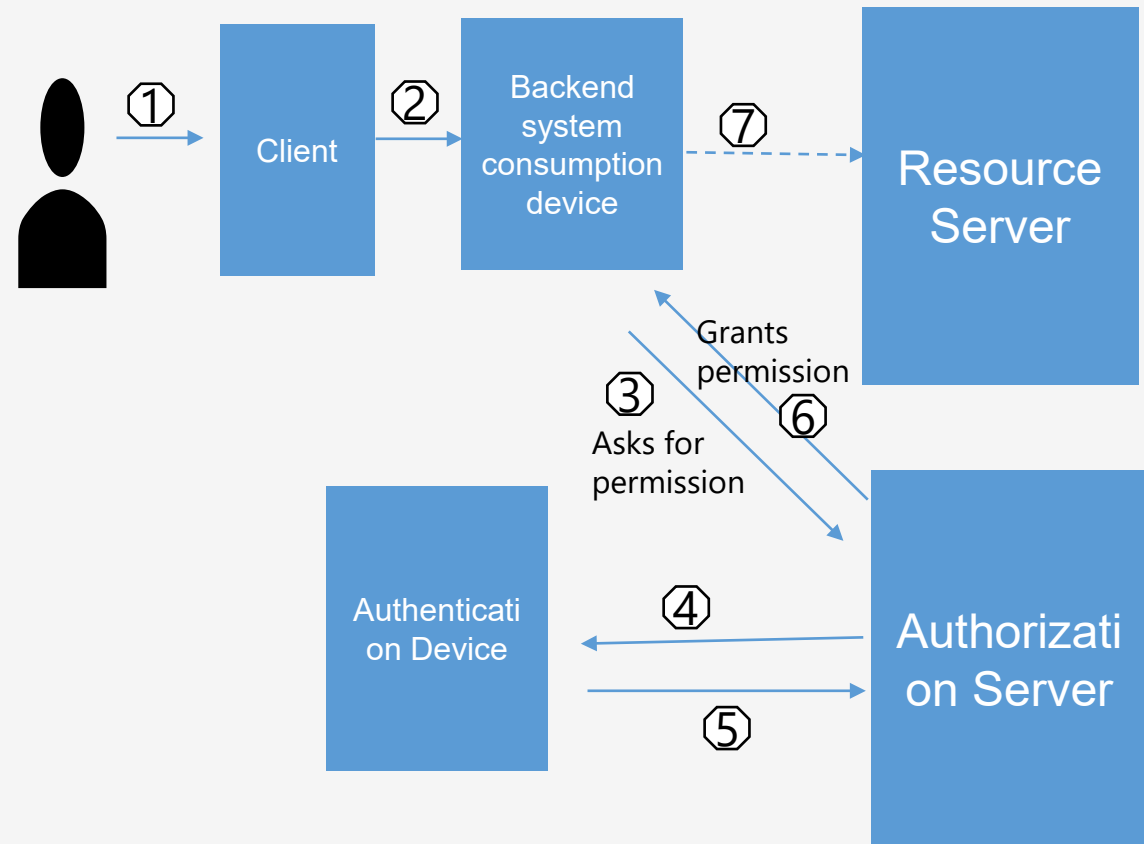 ①
Client
②
Backend
system
consumption
device
⑦
Resource
Server
Grants
permission
③
⑥
Asks for
permission
Authenticati
on Device
④
⑤
Authorizati
on Server